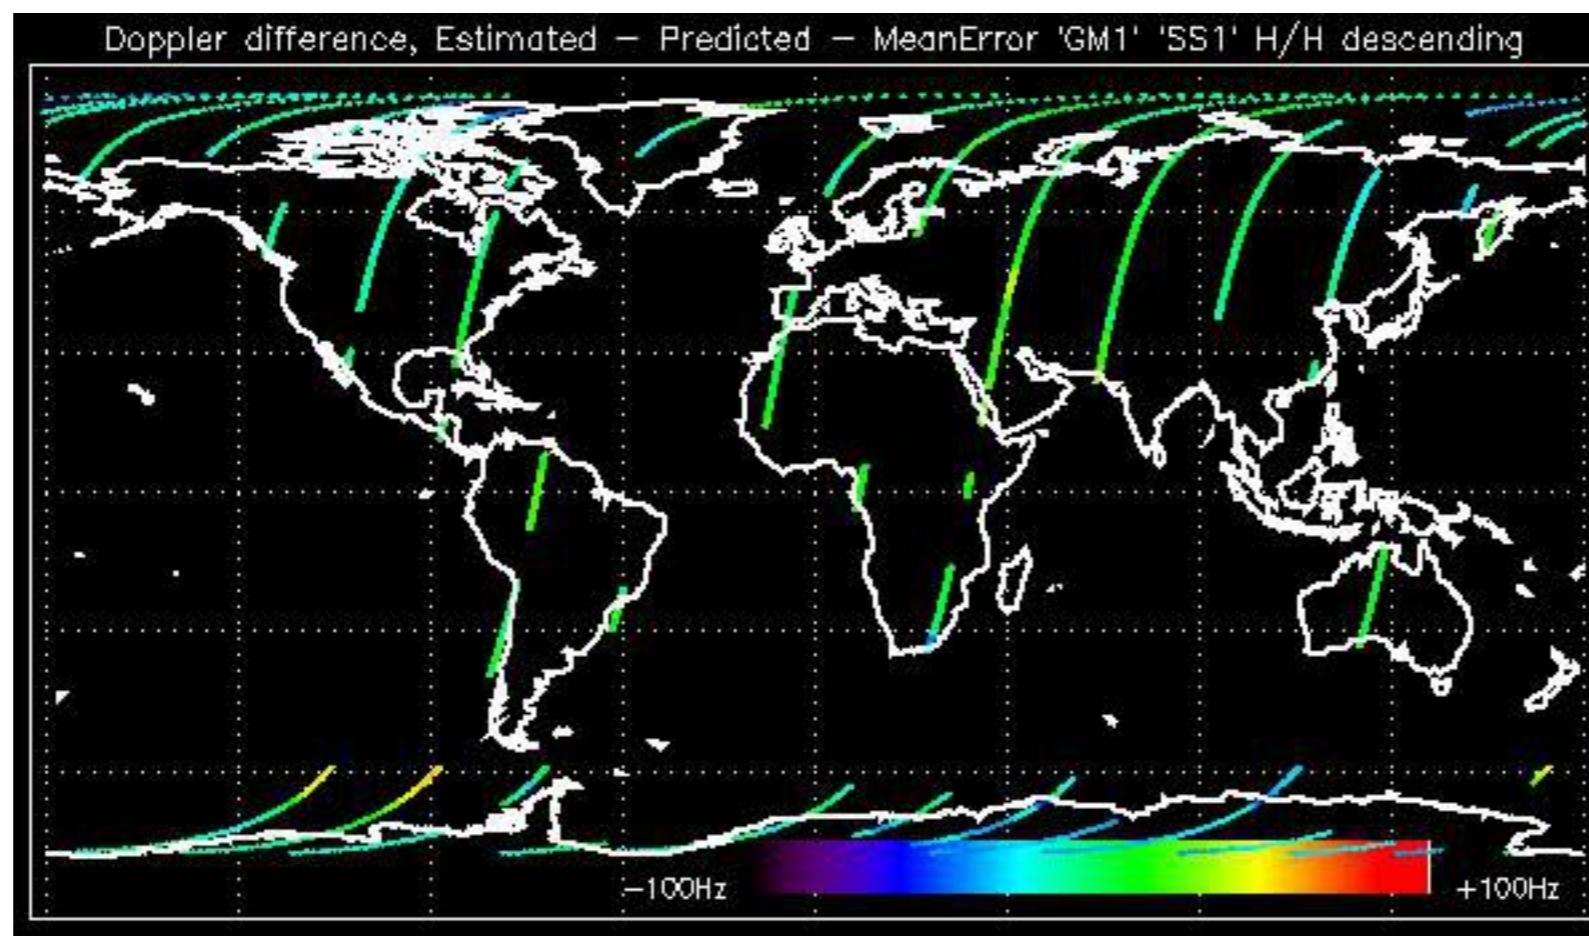 Doppler difference, Estimated – Predicted – MeanError 'GM1' 'SS1' H/H descending
–100Hz +100Hz